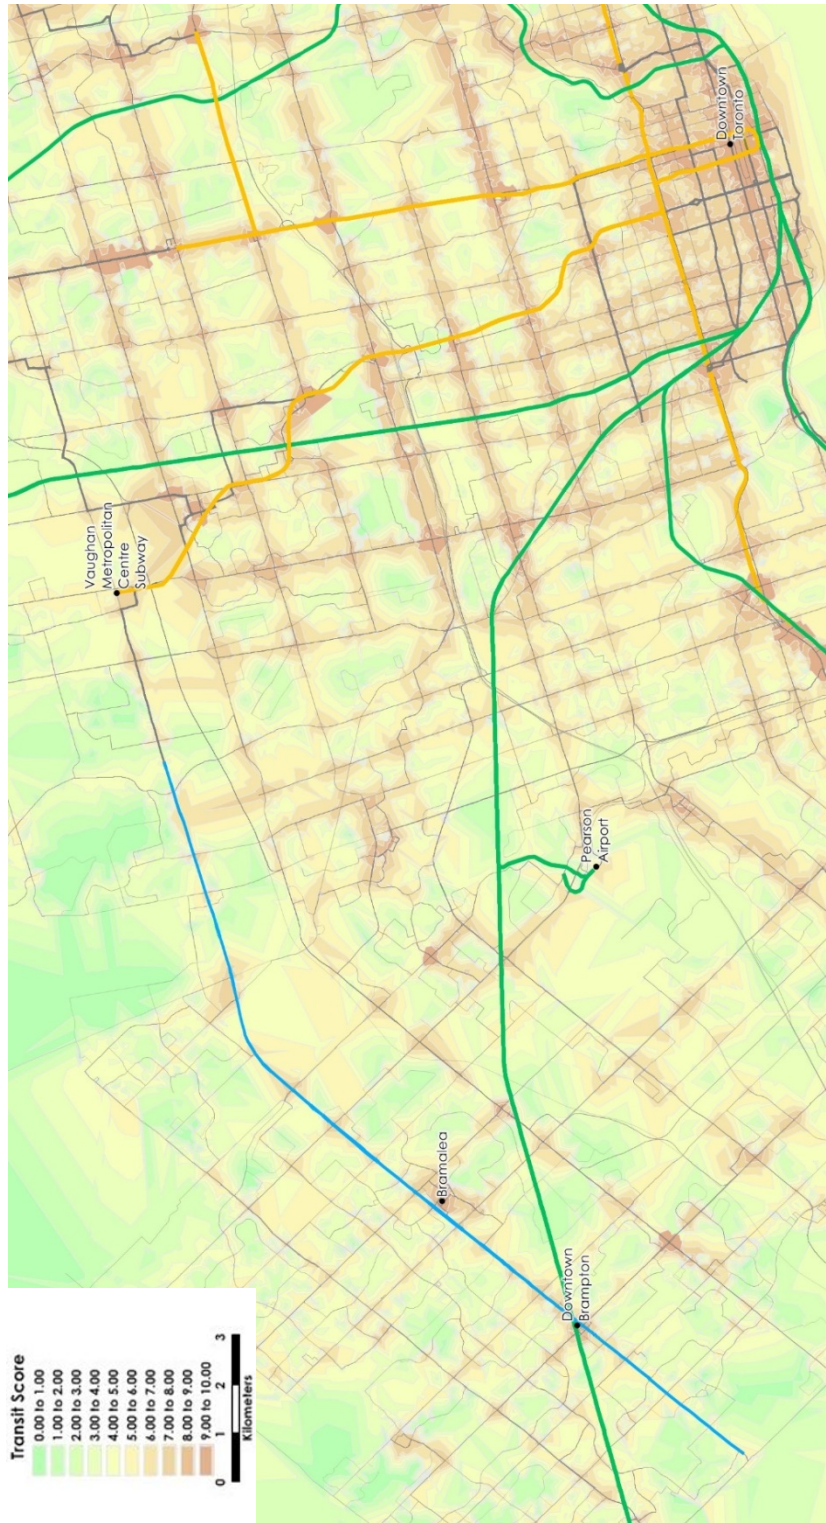 Transit Score
0.00 to 1.00
1.00 to 2.00
2.00 to 3.00
3.00 to 4.00
4.00 to 5.00
5.00 to 6.00
6.00 to 7.00
7.00 to 8.00
8.00 to 9.00
9.00 to 10.00
0 1 2 3
Kilometers
Vaughan
Metropolitan
Centre
Subway
Bramalea
Downtown
Brampton
Pearson
Airport
Downtown
Toronto